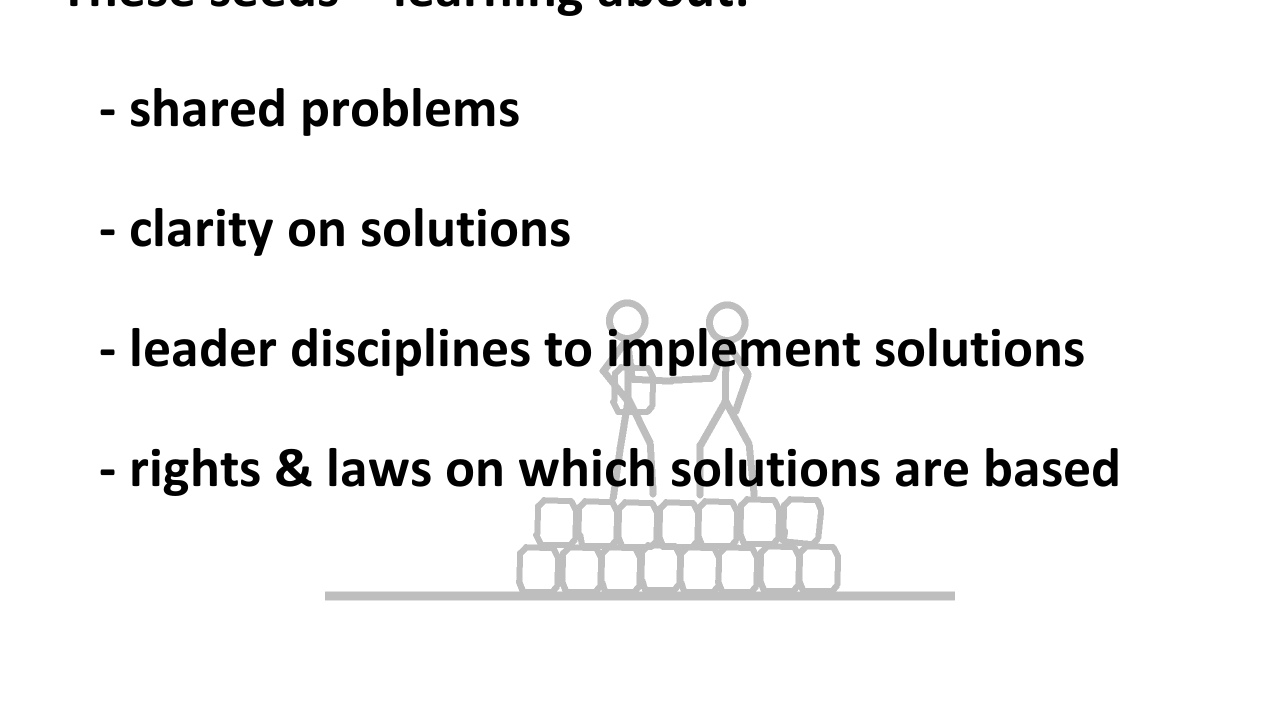 These seeds = learning about:
- shared problems
- clarity on solutions
- leader disciplines to implement solutions
- rights & laws on which solutions are based